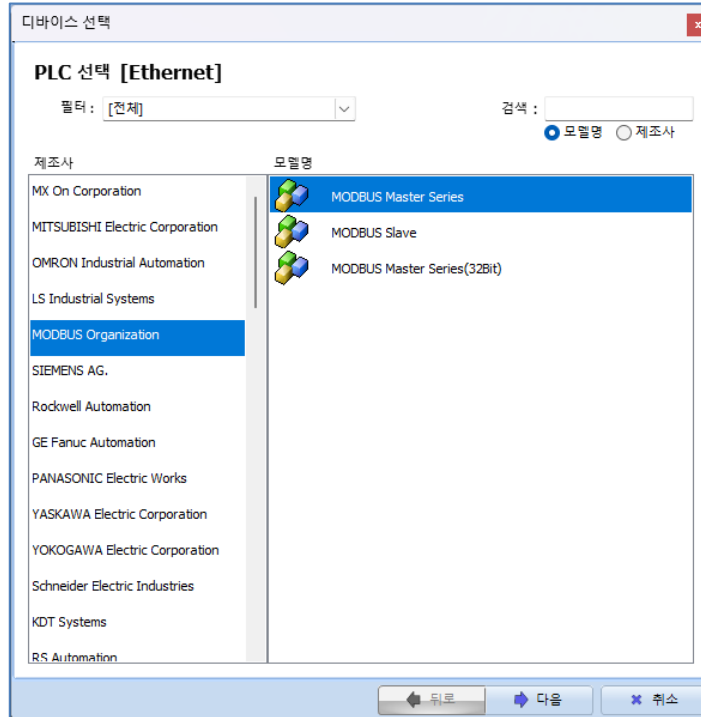 디바이스 선택
PLC 선택 [Ethernet]
필터 : [전체]
검색 :
모델명 제조사
제조사
모델명
MX On Corporation
MITSUBISHI Electric Corporation
OMRON Industrial Automation
LS Industrial Systems
MODBUS Organization
SIEMENS AG.
Rockwell Automation
GE Fanuc Automation
PANASONIC Electric Works
YASKAWA Electric Corporation
YOKOGAWA Electric Corporation
Schneider Electric Industries
KDT Systems
RS Automation
MODBUS Master Series
MODBUS Slave
MODBUS Master Series(32Bit)
뒤로
다음
취소